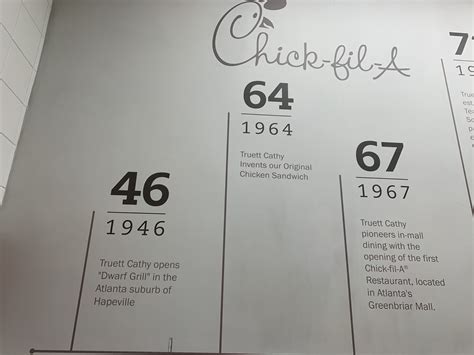 Chick-fil-A
46
1946
Truett Cathy opens
"Dwarf Grill" in the
Atlanta suburb of
Hapeville
64
1964
Truett Cathy
Invents our Original
Chicken Sandwich
67
1967
Truett Cathy
pioneers in-mall
dining with the
opening of the first
Chick-fil-A®
Restaurant, located
in Atlanta's
Greenbriar Mall.